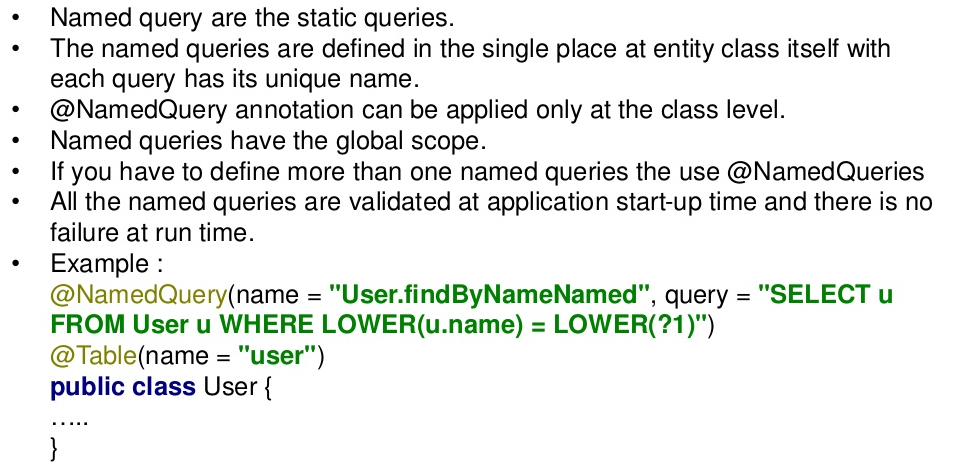 • Named query are the static queries.
• The named queries are defined in the single place at entity class itself with
each query has its unique name.
• @NamedQuery annotation can be applied only at the class level.
• Named queries have the global scope.
• If you have to define more than one named queries the use @NamedQueries
• All the named queries are validated at application start-up time and there is no
failure at run time.
• Example :
@NamedQuery(name = "User.findByNameNamed", query = "SELECT u
FROM User u WHERE LOWER(u.name) = LOWER(?1)")
@Table(name = "user")
public class User {
…..
}